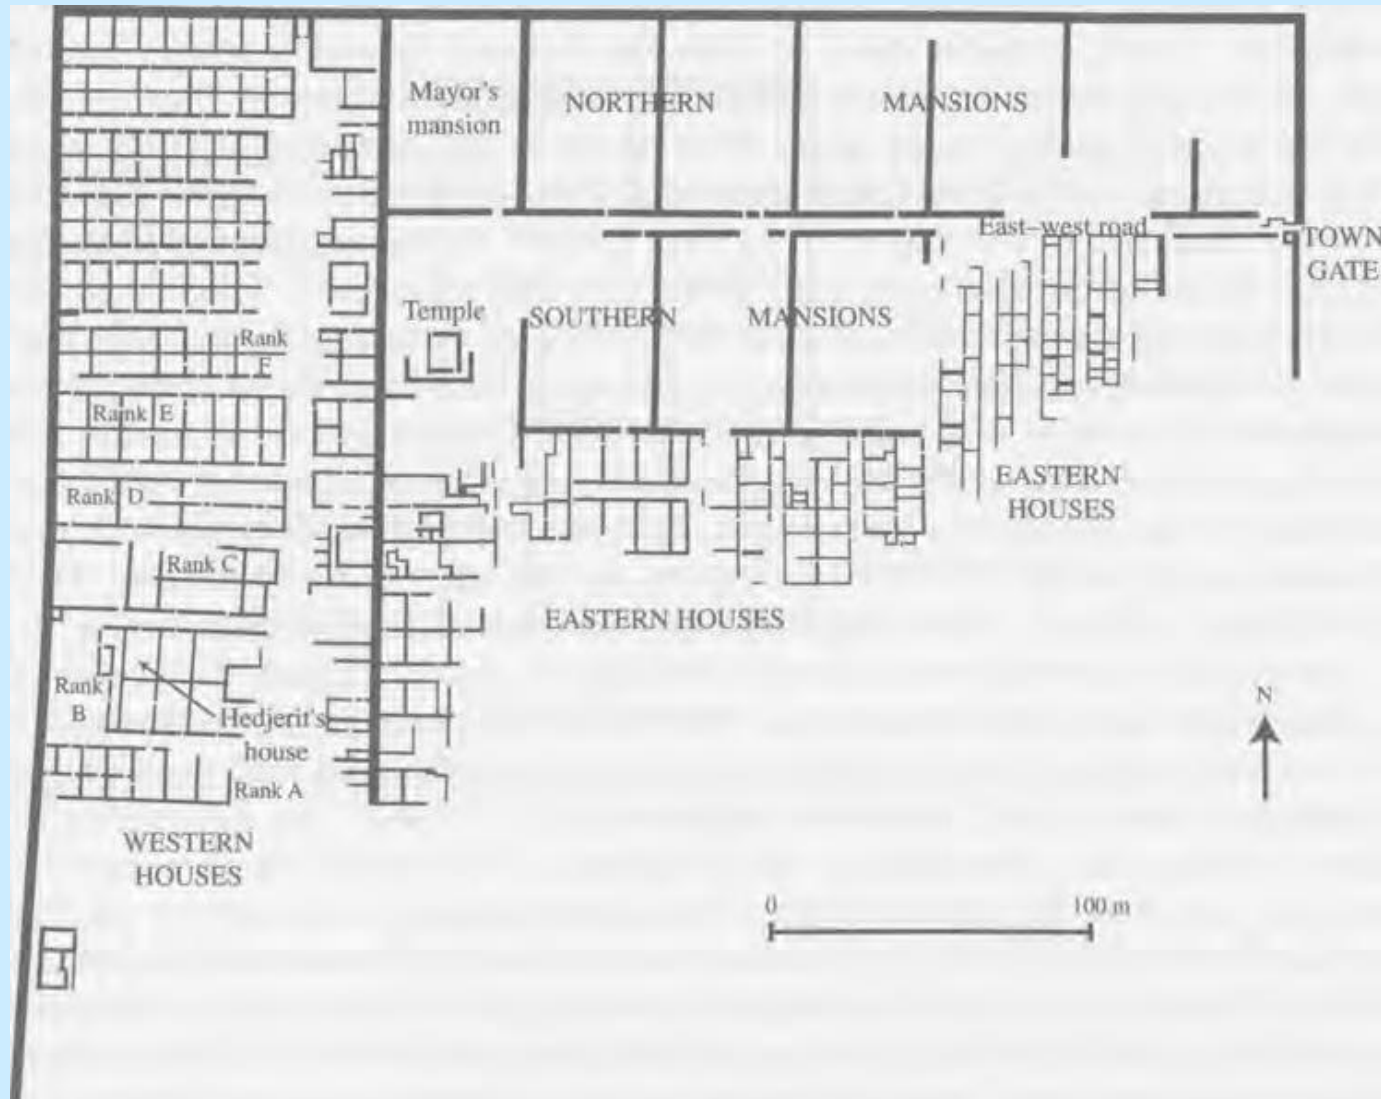 Mayor's
mansion
NORTHERN
MANSIONS
East–west road
TOWN
GATE
Temple
SOUTHERN
MANSIONS
Rank
F
Rank E
Rank D
EASTERN
HOUSES
Rank C
EASTERN HOUSES
Rank
B
Hedjerit's
house
Rank A
N
WESTERN
HOUSES
0
100 m